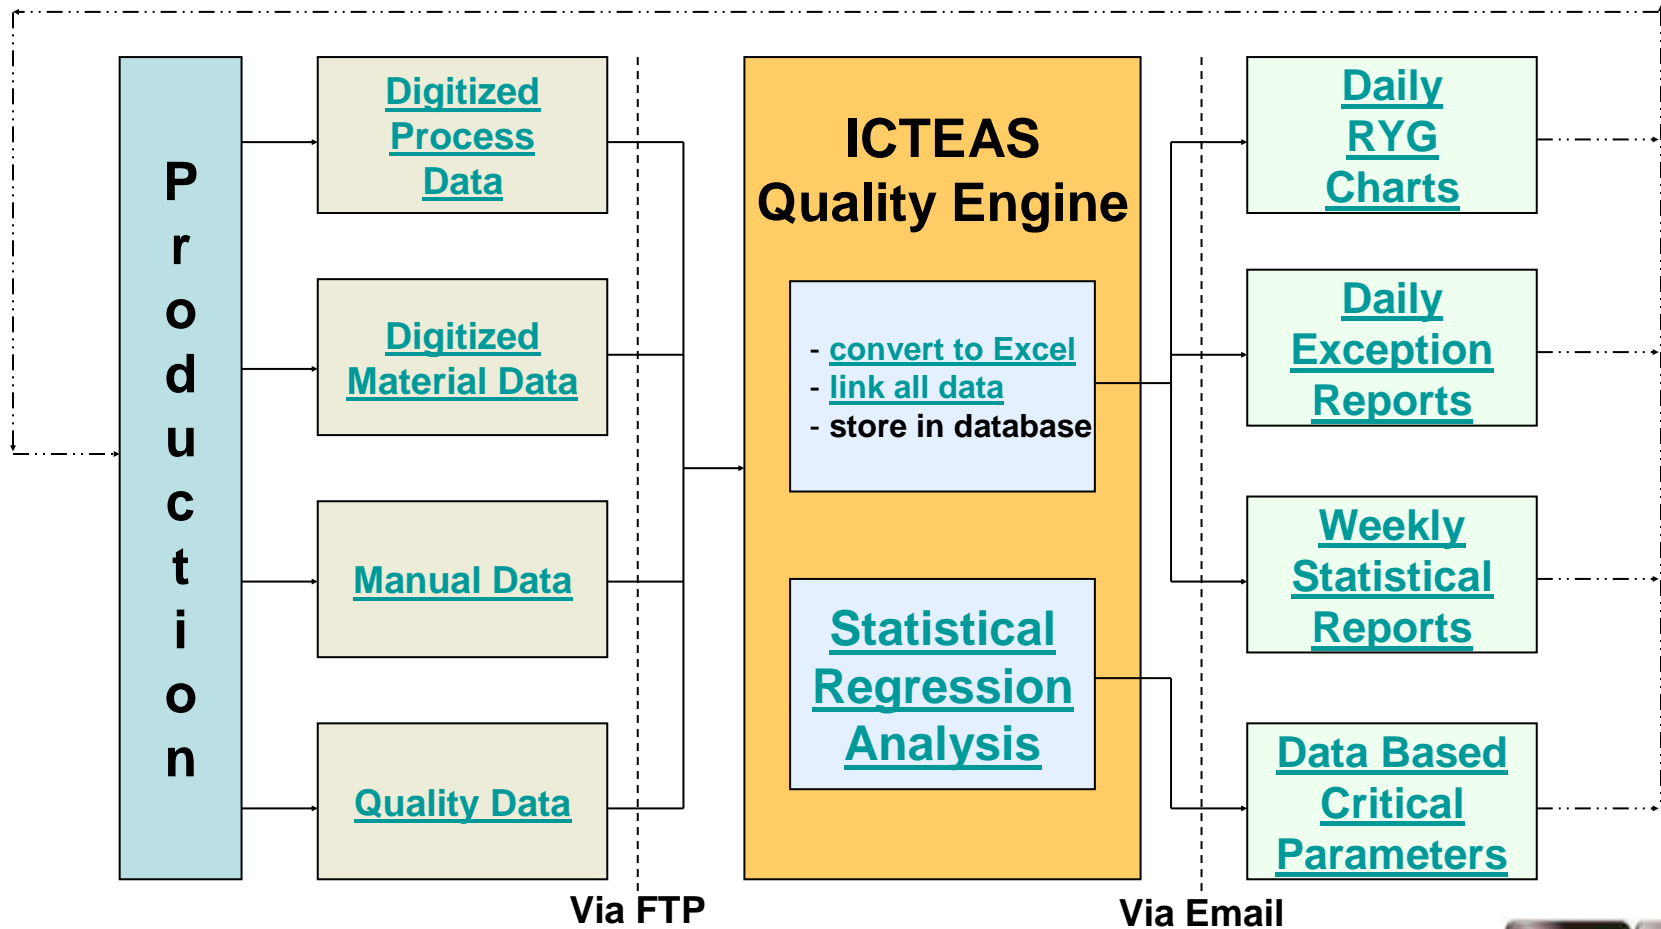 Production
Digitized
Process
Data
Digitized
Material Data
Manual Data
Quality Data
Via FTP
ICTEAS
Quality Engine
- convert to Excel
- link all data
- store in database
Statistical
Regression
Analysis
Via Email
Daily
RYG
Charts
Daily
Exception
Reports
Weekly
Statistical
Reports
Data Based
Critical
Parameters